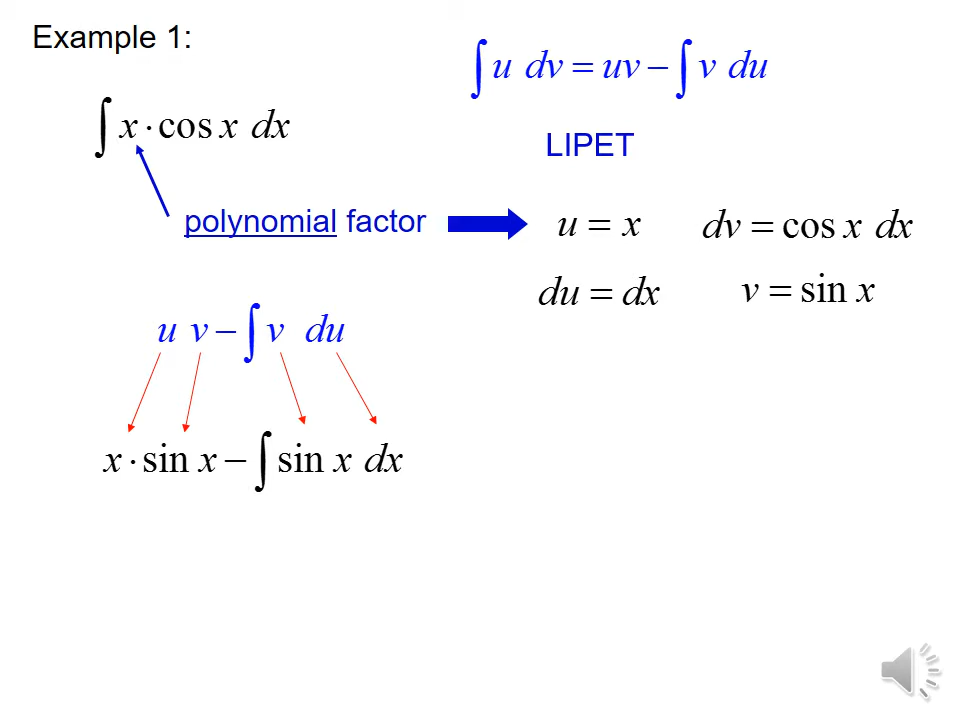 Example 1:
∫ u dv = uv − ∫ v du
∫ x · cos x dx
LIPET
polynomial factor
u = x
dv = cos x dx
du = dx
v = sin x
u v − ∫ v du
x · sin x − ∫ sin x dx